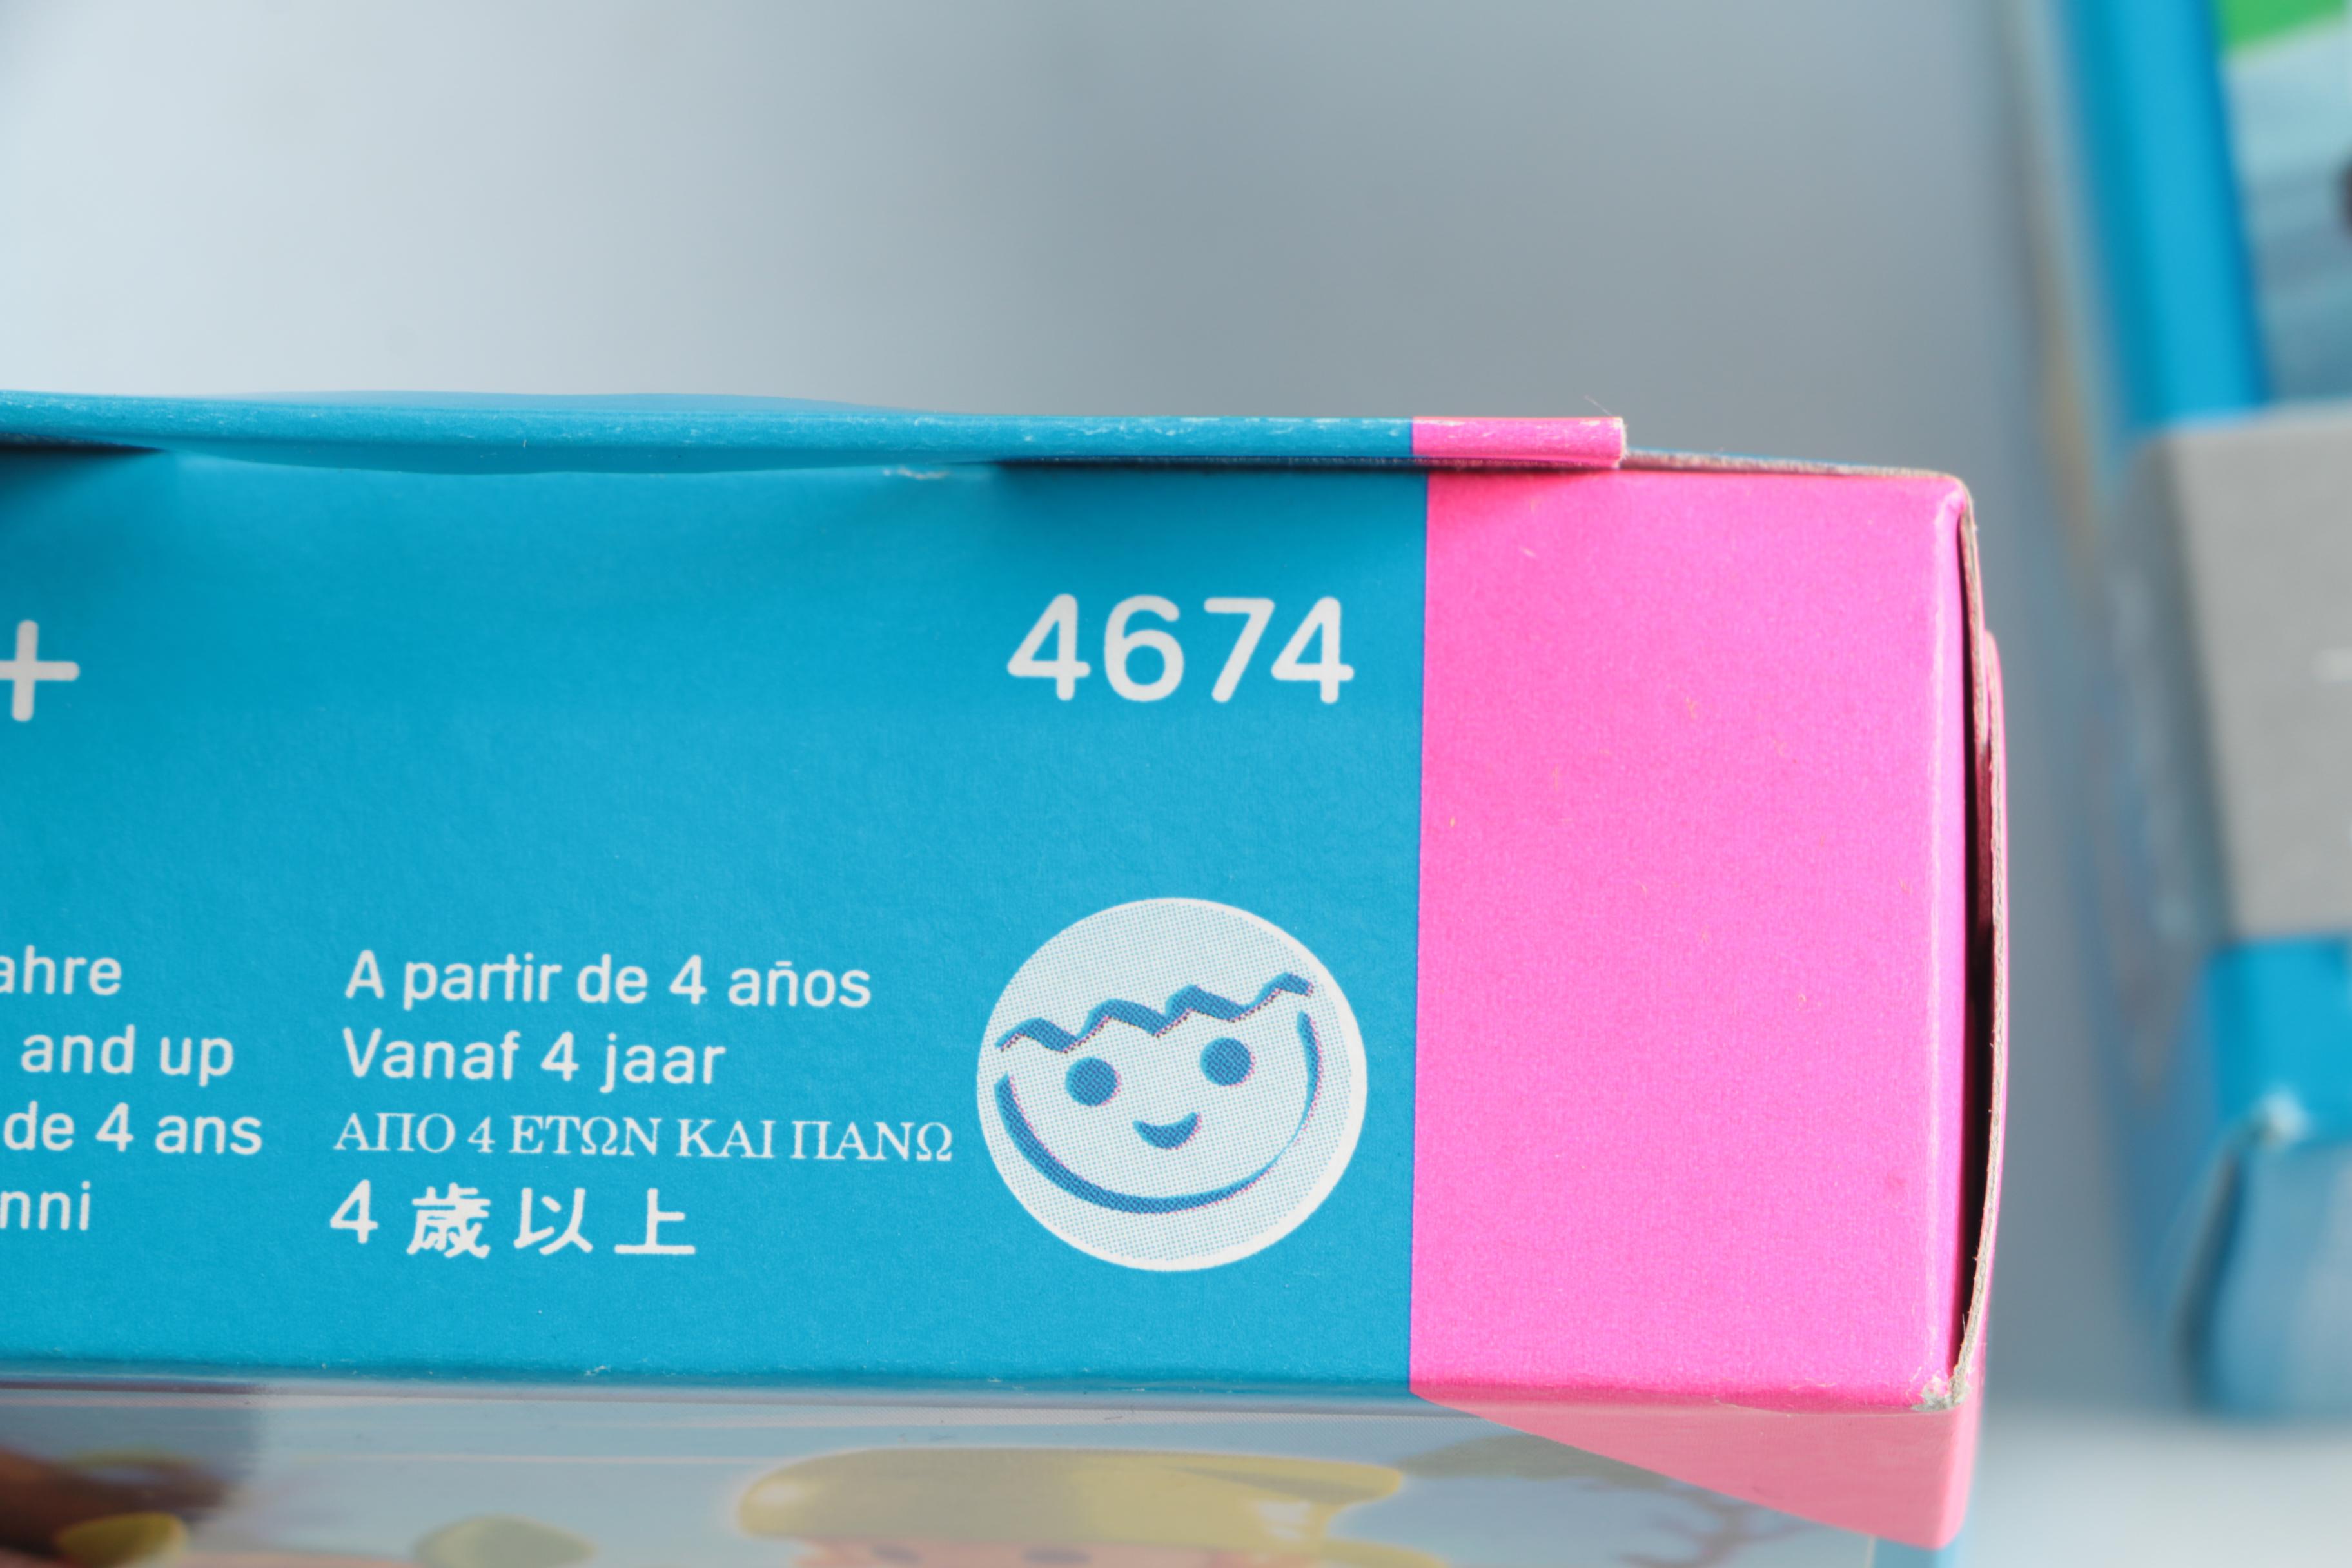 +
4674
ahre
and up
de 4 ans
nni
A partir de 4 años
Vanaf 4 jaar
ΑΠΟ 4 ΕΤΩΝ ΚΑΙ ΠΑΝΩ
4 歳以上